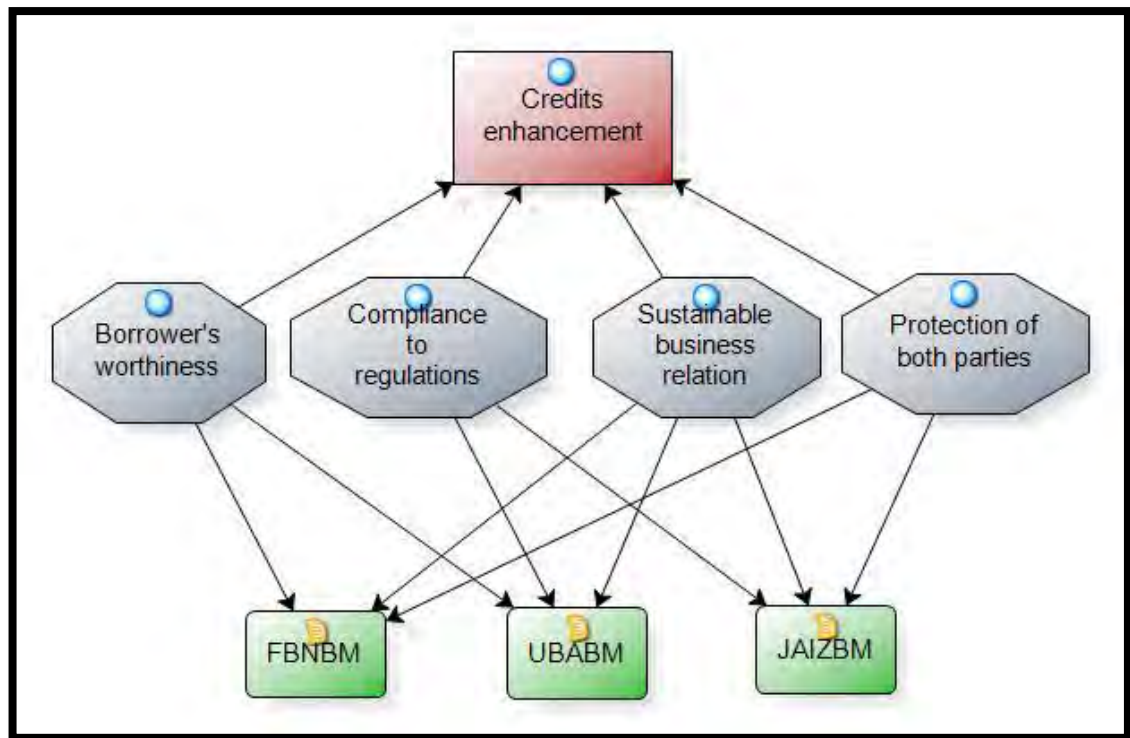 Credits
enhancement
Borrower's
worthiness
Compliance
to
regulations
Sustainable
business
relation
Protection of
both parties
FBNBM
UBABM
JAIZBM